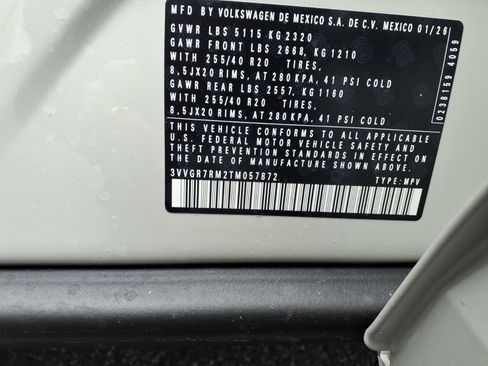 MFD BY VOLKSWAGEN DE MEXICO S.A. DE C.V. MEXICO 01/26
GVWR LBS 5115 KG 2320
GAWR FRONT LBS 2668, KG 1210
WITH 255/40 R20 TIRES,
8,5JX20 RIMS, AT 280 KPA, 41 PSI COLD
GAWR REAR LBS 2557, KG 1160
WITH 255/40 R20 TIRES,
8,5JX20 RIMS, AT 280 KPA, 41 PSI COLD
THIS VEHICLE CONFORMS TO ALL APPLICABLE
U.S. FEDERAL MOTOR VEHICLE SAFETY AND
THEFT PREVENTION STANDARDS IN EFFECT ON
THE DATE OF MANUFACTURE SHOWN ABOVE.
3VVGR7RM2TM057872
TYPE: MPV
0238159 4059